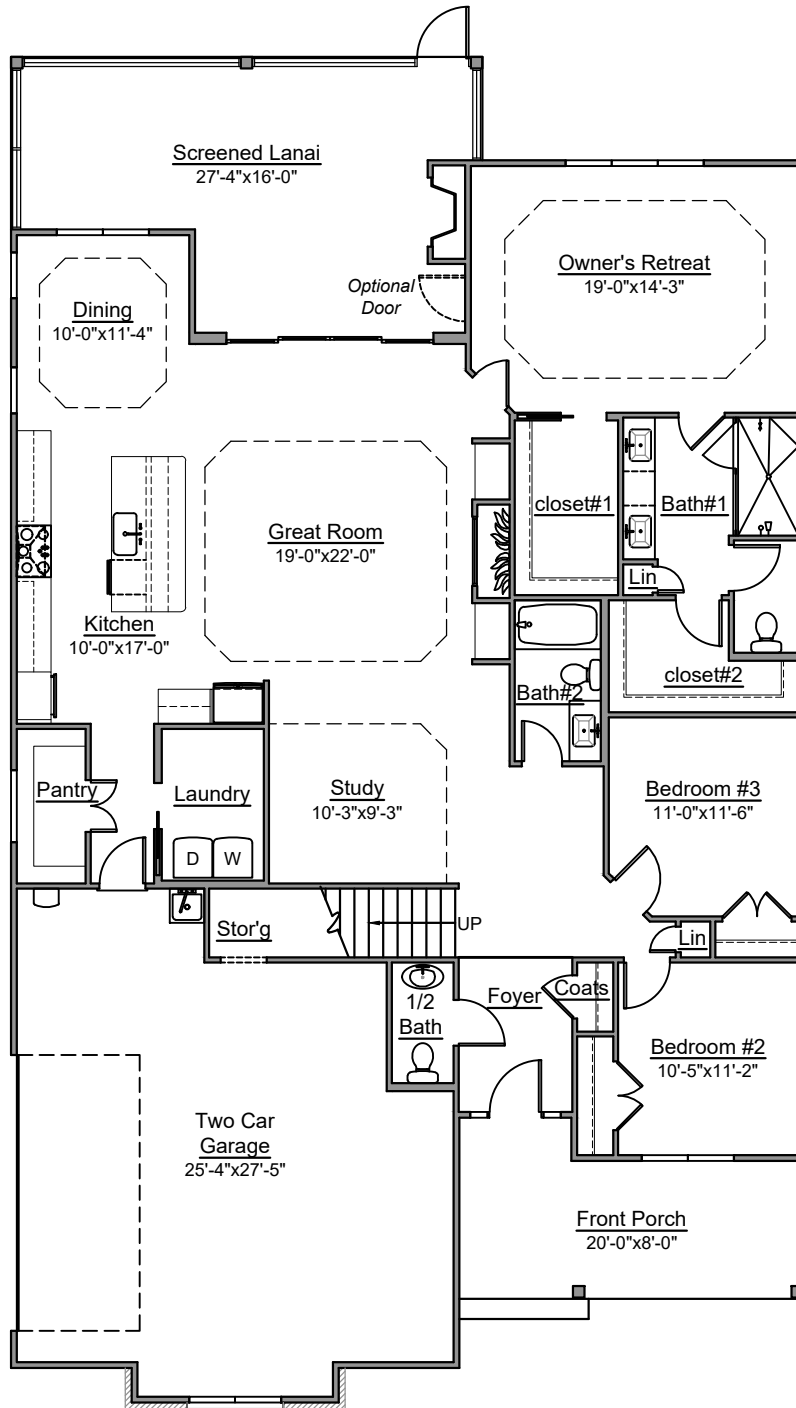 Screened Lanai
27'-4"x16'-0"
Owner's Retreat
19'-0"x14'-3"
Optional
Door
Dining
10'-0"x11'-4"
closet#1
Bath#1
Great Room
19'-0"x22'-0"
Lin
Kitchen
10'-0"x17'-0"
closet#2
Bath#2
Pantry
Laundry
Study
10'-3"x9'-3"
Bedroom #3
11'-0"x11'-6"
D
W
Stor'g
UP
Lin
1/2
Bath
Foyer
Coats
Bedroom #2
10'-5"x11'-2"
Two Car
Garage
25'-4"x27'-5"
Front Porch
20'-0"x8'-0"